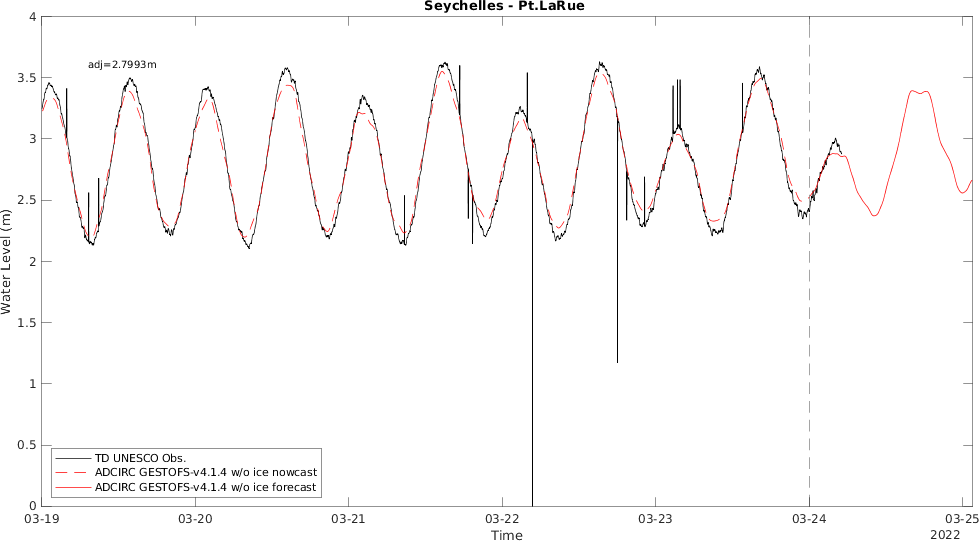 Seychelles - Pt.LaRue
adj=2.7993m
4
3.5
3
2.5
2
1.5
1
0.5
0
Water Level (m)
TD UNESCO Obs.
ADCIRC GESTOFS-v4.1.4 w/o ice nowcast
ADCIRC GESTOFS-v4.1.4 w/o ice forecast
03-19 03-20 03-21 03-22 03-23 03-24 03-25
Time
2022